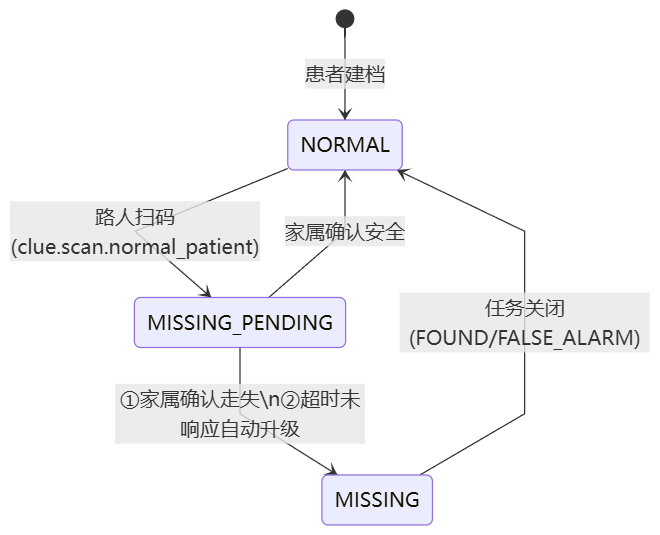 患者建档
NORMAL
路人扫码
(clue.scan.normal_patient)
家属确认安全
任务关闭
(FOUND/FALSE_ALARM)
MISSING_PENDING
①家属确认走失\n②超时未
响应自动升级
MISSING